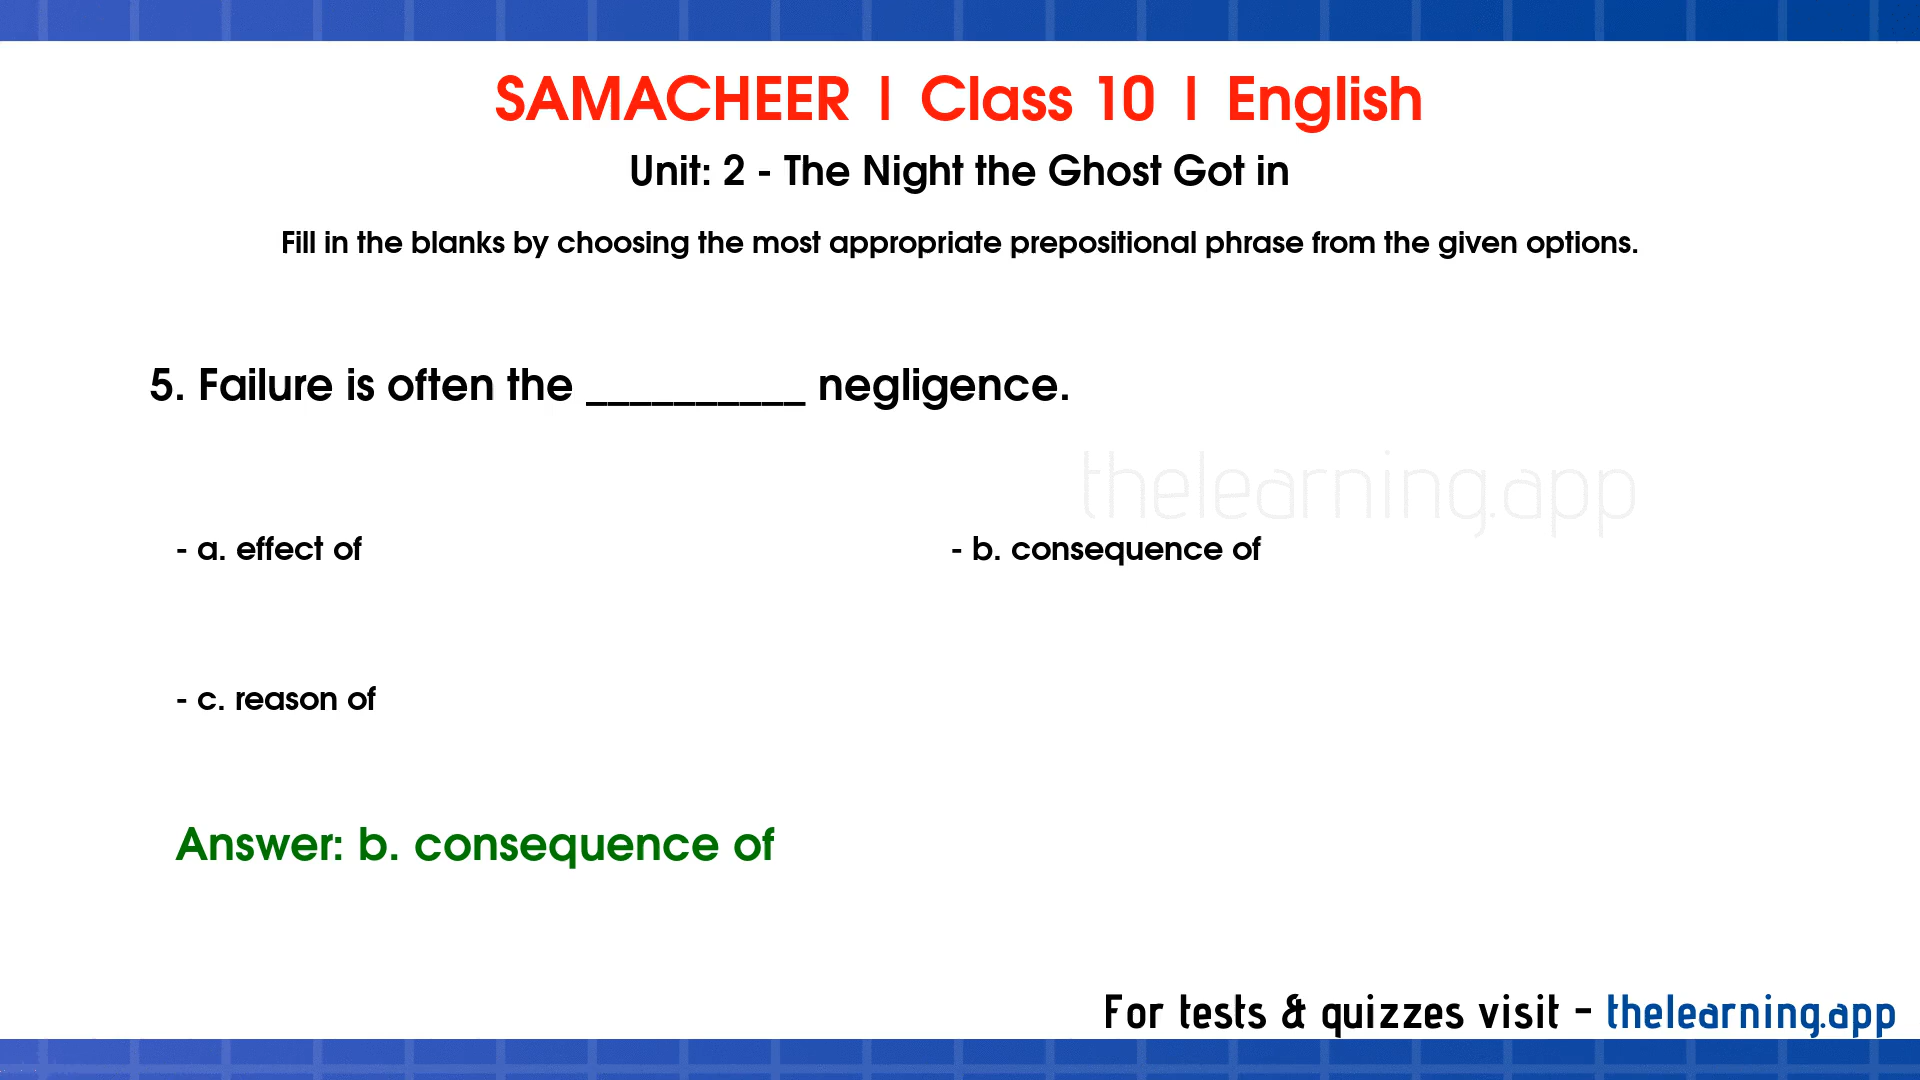 SAMACHEER | Class 10 | English
Unit: 2 - The Night the Ghost Got in
Fill in the blanks by choosing the most appropriate prepositional phrase from the given options.
5. Failure is often the __________ negligence.
thelearning.app
- a. effect of
- b. consequence of
- c. reason of
Answer: b. consequence of
For tests & quizzes visit - thelearning.app